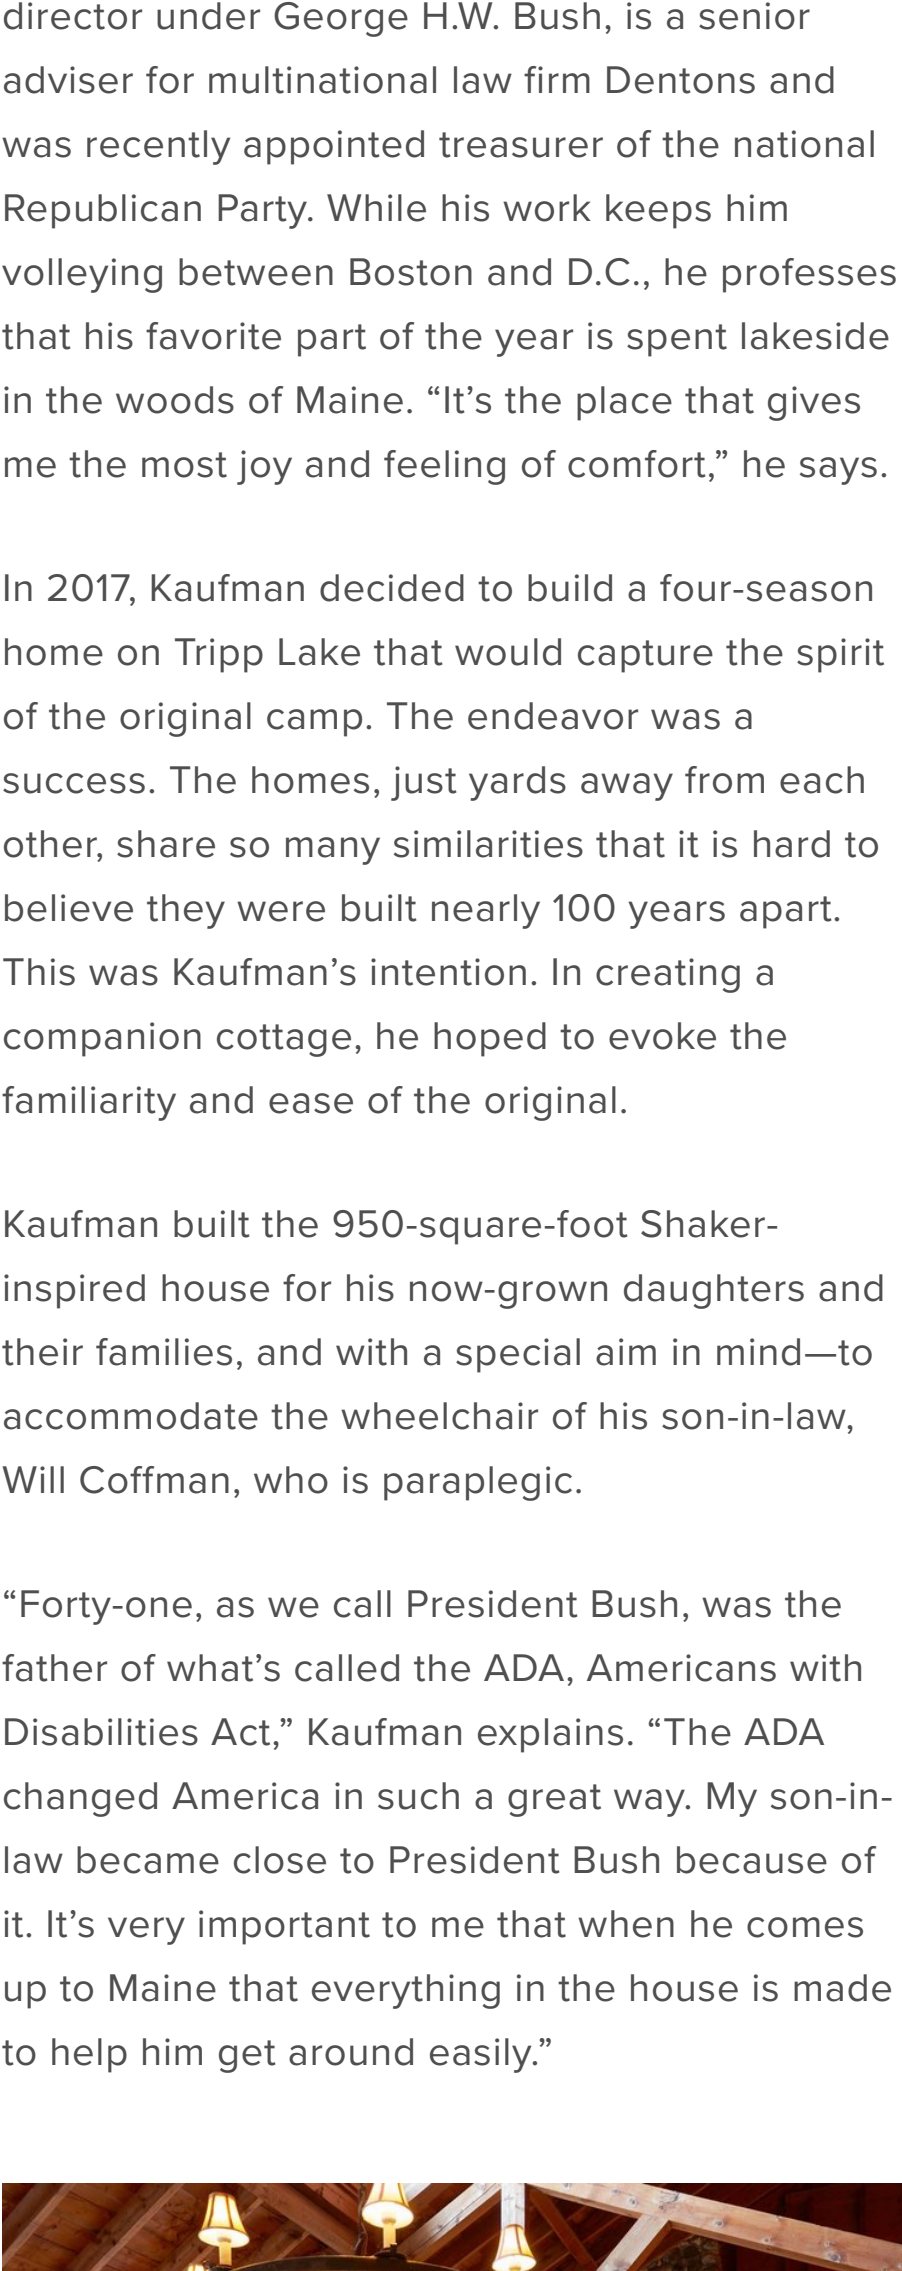 director under George H.W. Bush, is a senior
adviser for multinational law firm Dentons and
was recently appointed treasurer of the national
Republican Party. While his work keeps him
volleying between Boston and D.C., he professes
that his favorite part of the year is spent lakeside
in the woods of Maine. “It’s the place that gives
me the most joy and feeling of comfort,” he says.
In 2017, Kaufman decided to build a four-season
home on Tripp Lake that would capture the spirit
of the original camp. The endeavor was a
success. The homes, just yards away from each
other, share so many similarities that it is hard to
believe they were built nearly 100 years apart.
This was Kaufman’s intention. In creating a
companion cottage, he hoped to evoke the
familiarity and ease of the original.
Kaufman built the 950-square-foot Shaker-
inspired house for his now-grown daughters and
their families, and with a special aim in mind—to
accommodate the wheelchair of his son-in-law,
Will Coffman, who is paraplegic.
“Forty-one, as we call President Bush, was the
father of what’s called the ADA, Americans with
Disabilities Act,” Kaufman explains. “The ADA
changed America in such a great way. My son-in-
law became close to President Bush because of
it. It’s very important to me that when he comes
up to Maine that everything in the house is made
to help him get around easily.”